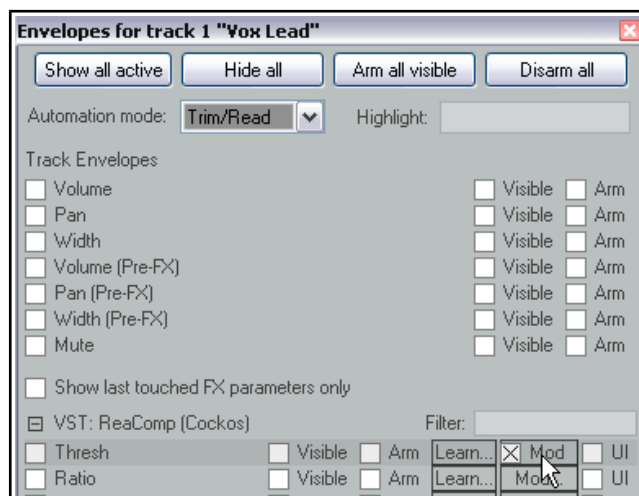 Envelopes for track 1 "Vox Lead"
Show all active Hide all Arm all visible Disarm all
Automation mode: Trim/Read Highlight:
Track Envelopes
Volume Visible Arm
Pan Visible Arm
Width Visible Arm
Volume (Pre-FX) Visible Arm
Pan (Pre-FX) Visible Arm
Width (Pre-FX) Visible Arm
Mute Visible Arm
Show last touched FX parameters only
VST: ReaComp (Cockos) Filter:
Thresh Visible Arm Learn... Mod UI
Ratio Visible Arm Learn... Mod... UI